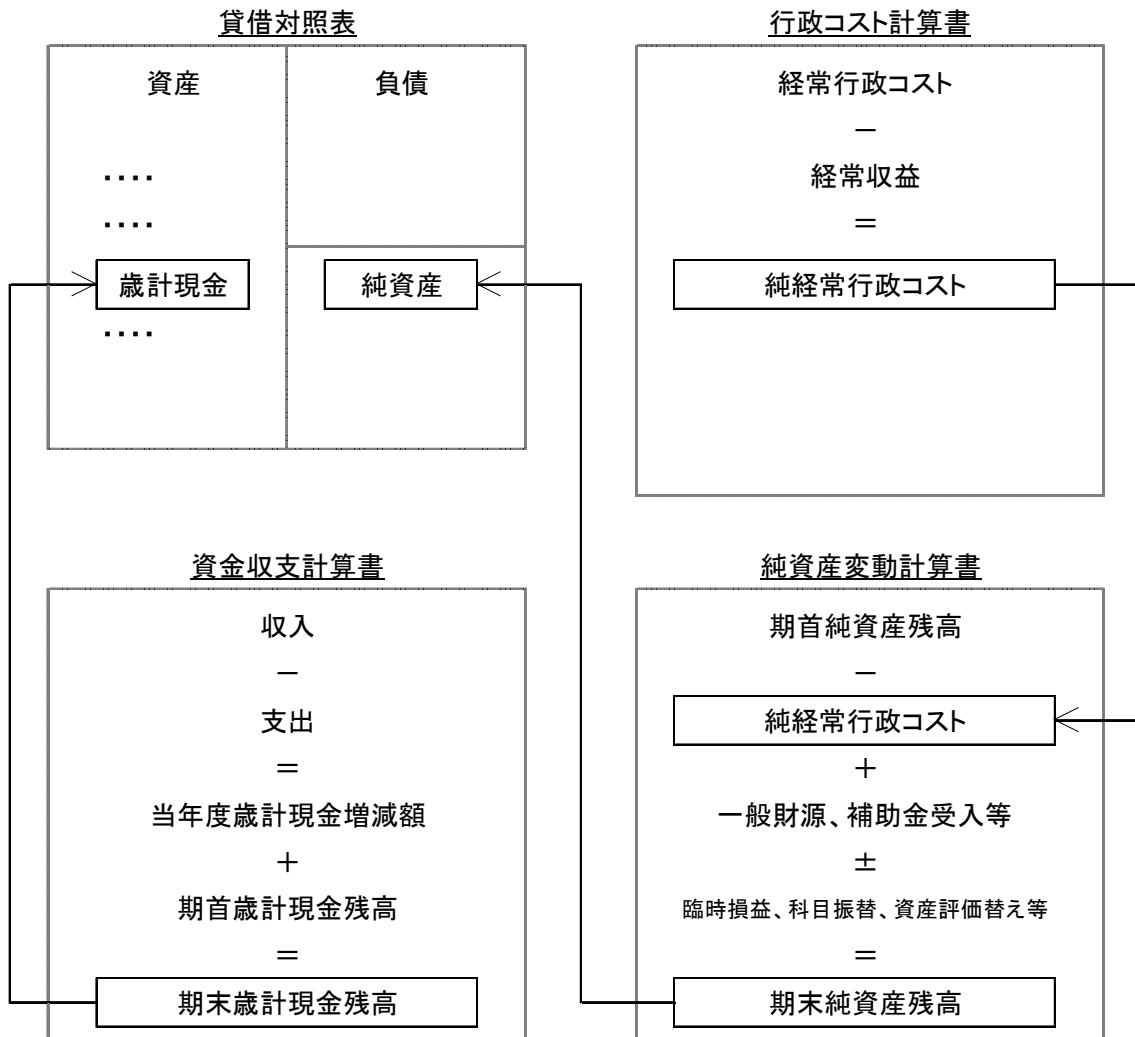 貸借対照表
資産
負債
‥‥
‥‥
歳計現金
純資産
‥‥
行政コスト計算書
経常行政コスト
－
経常収益
＝
純経常行政コスト
資金収支計算書
収入
－
支出
＝
当年度歳計現金増減額
＋
期首歳計現金残高
＝
期末歳計現金残高
純資産変動計算書
期首純資産残高
－
純経常行政コスト
＋
一般財源、補助金受入等
±
臨時損益、科目振替、資産評価替え等
＝
期末純資産残高